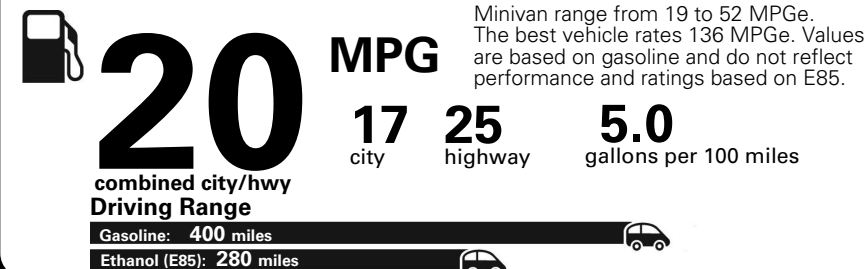 Minivan range from 19 to 52 MPGe.
The best vehicle rates 136 MPGe. Values
are based on gasoline and do not reflect
performance and ratings based on E85.
20 MPG
combined city/hwy
17 city
25 highway
5.0 gallons per 100 miles
Driving Range
Gasoline: 400 miles
Ethanol (E85): 280 miles